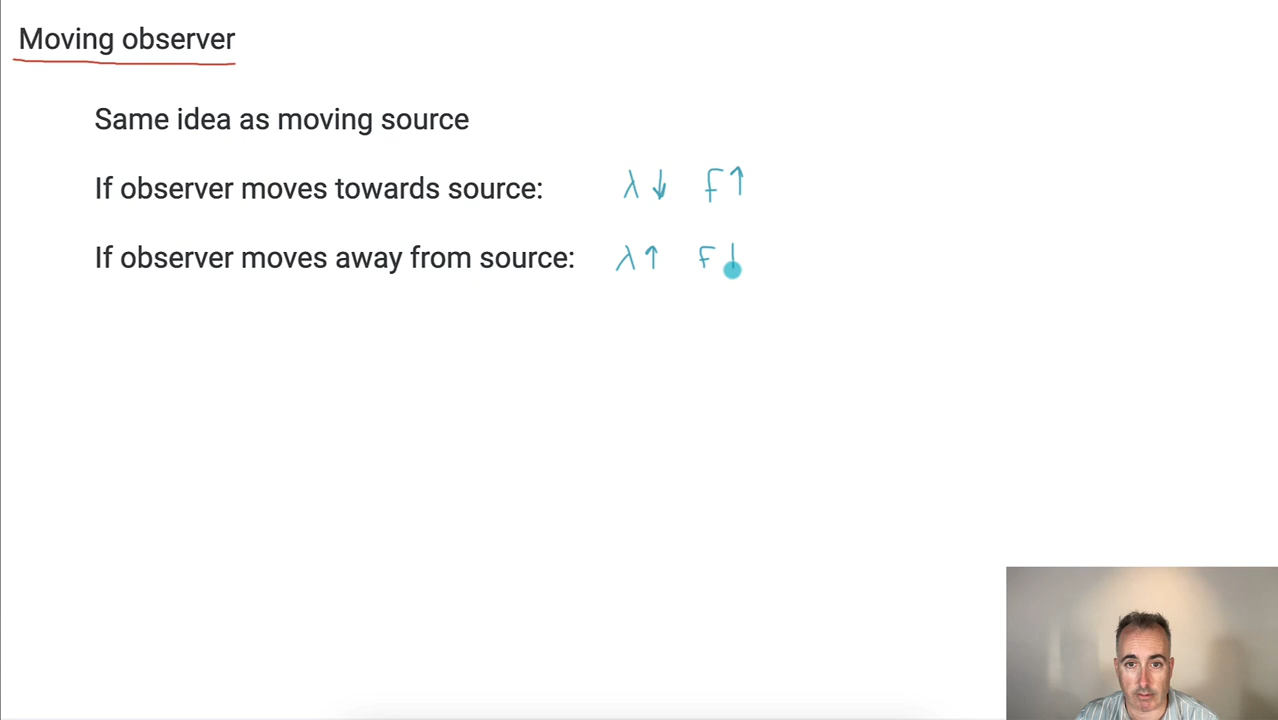 Moving observer
Same idea as moving source
If observer moves towards source: λ↓ F↑
If observer moves away from source: λ↑ F↓